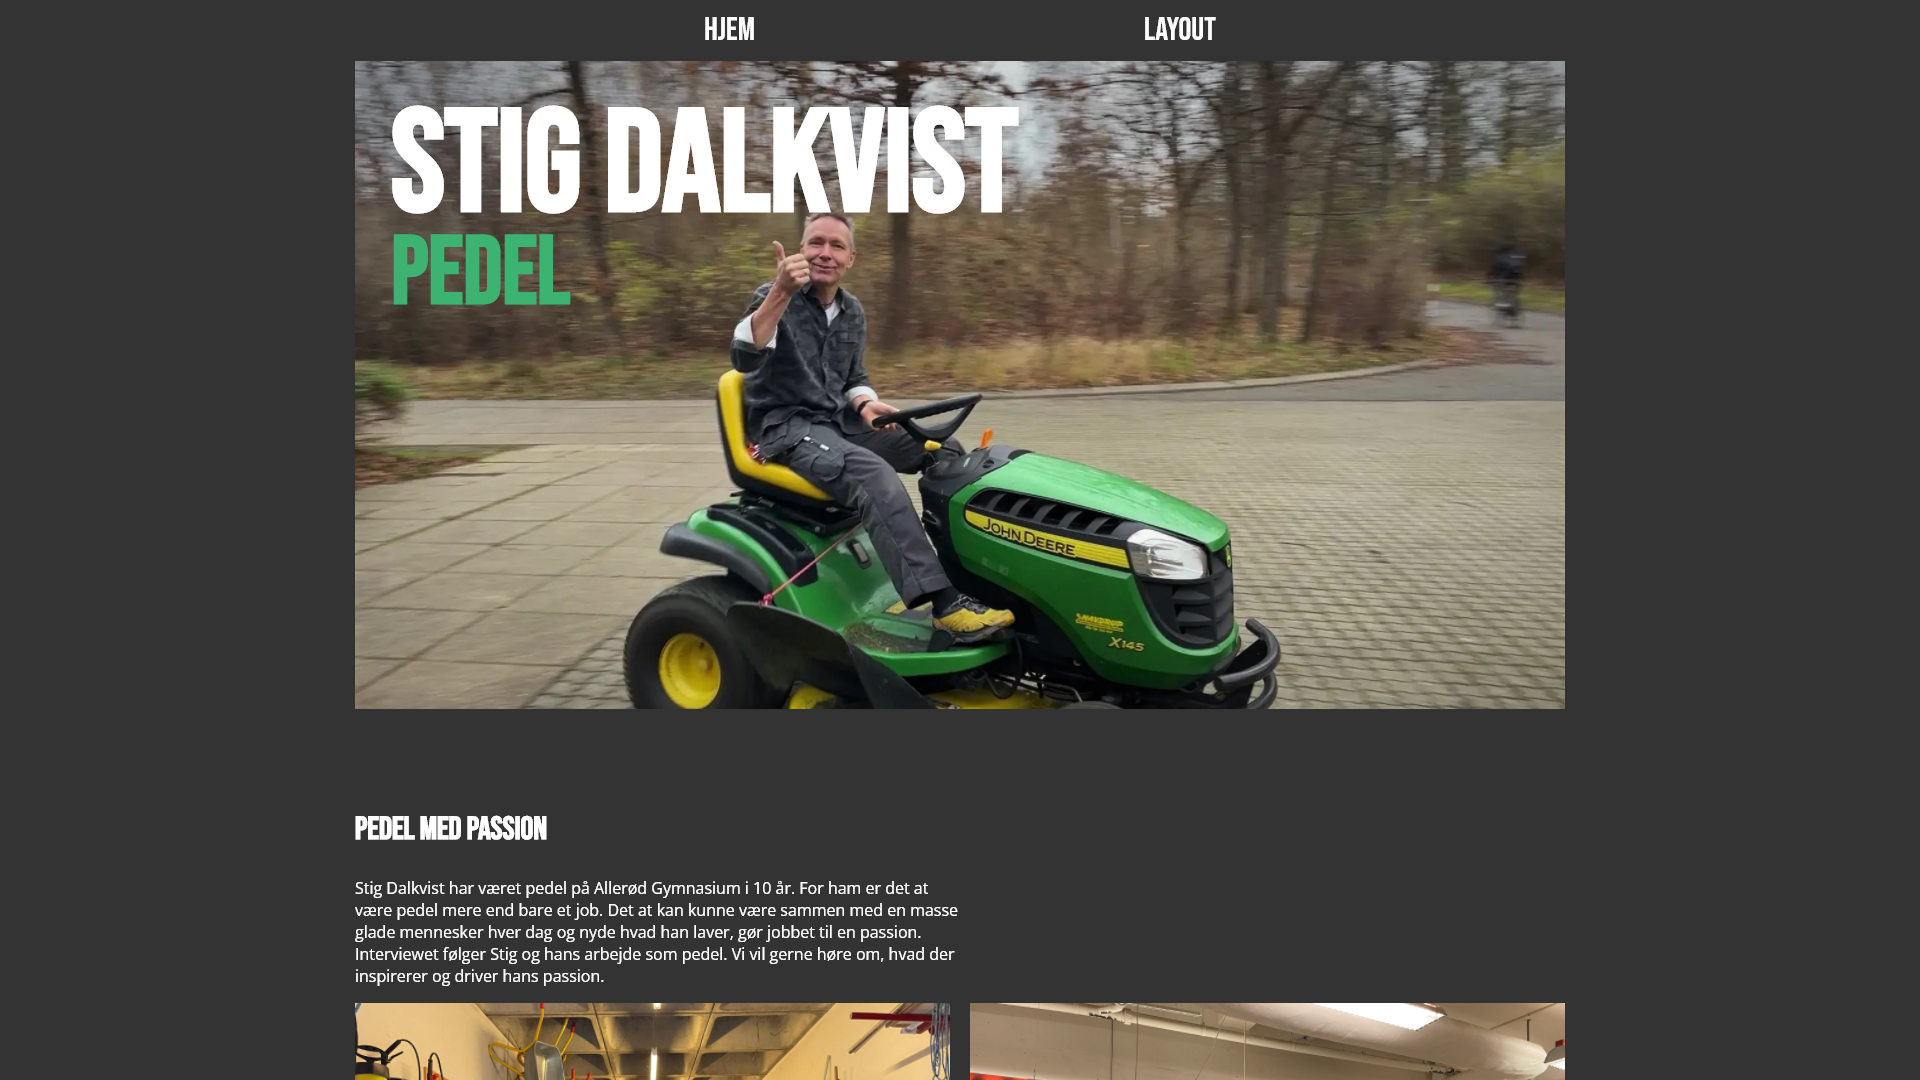 HJEM
LAYOUT
STIG DALKVIST
PEDEL
JOHN DEERE
X145
PEDEL MED PASSION
Stig Dalkvist har været pedel på Allerød Gymnasium i 10 år. For ham er det at
være pedel mere end bare et job. Det at kan kunne være sammen med en masse
glade mennesker hver dag og nyde hvad han laver, gør jobbet til en passion.
Interviewet følger Stig og hans arbejde som pedel. Vi vil gerne høre om, hvad der
inspirerer og driver hans passion.